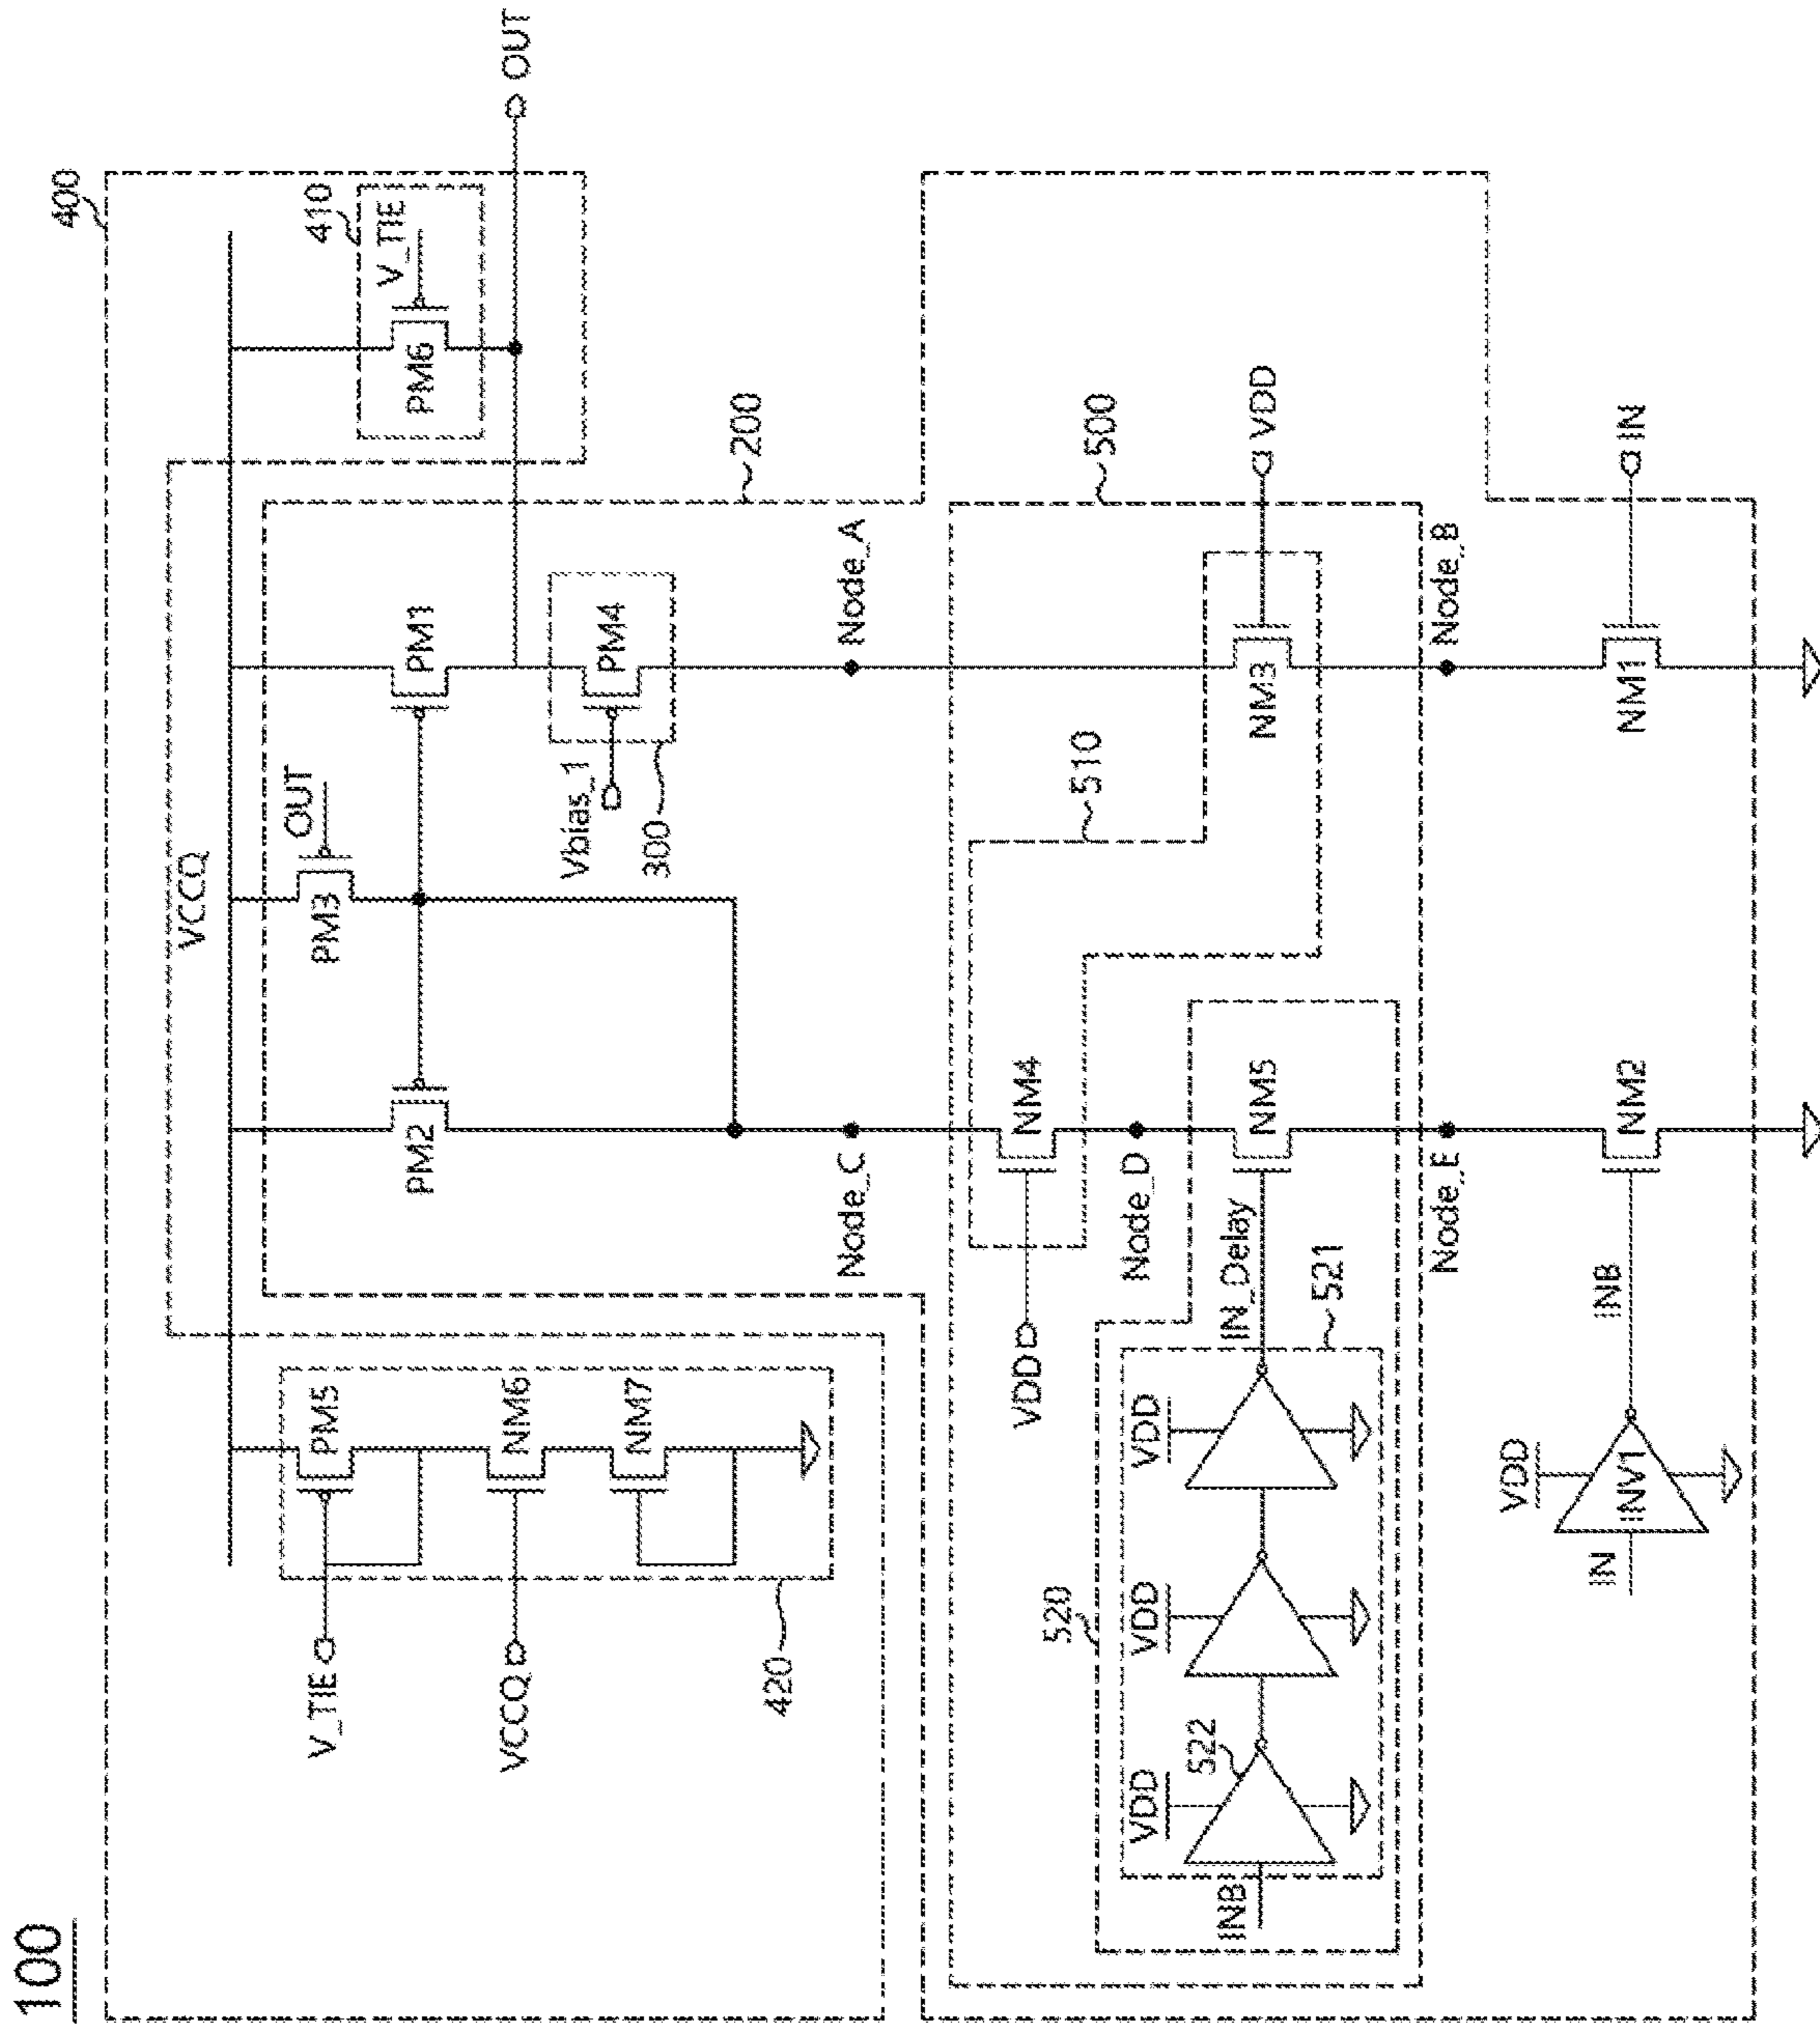 100
400
VCCQ
410
V_TIE
PM6
OUT
OUT
PM3
PM2
PM1
PM5
NM6
NM7
V_TIE
VCCQ
420
PM4
Vbias_1
300
200
Node_C
Node_A
500
510
NM4
VDD
Node_D
NM5
IN_Delay
520
521
522
VDD
VDD
VDD
INB
NM3
VDD
Node_E
Node_B
NM2
INB
VDD
INV1
IN
NM1
IN